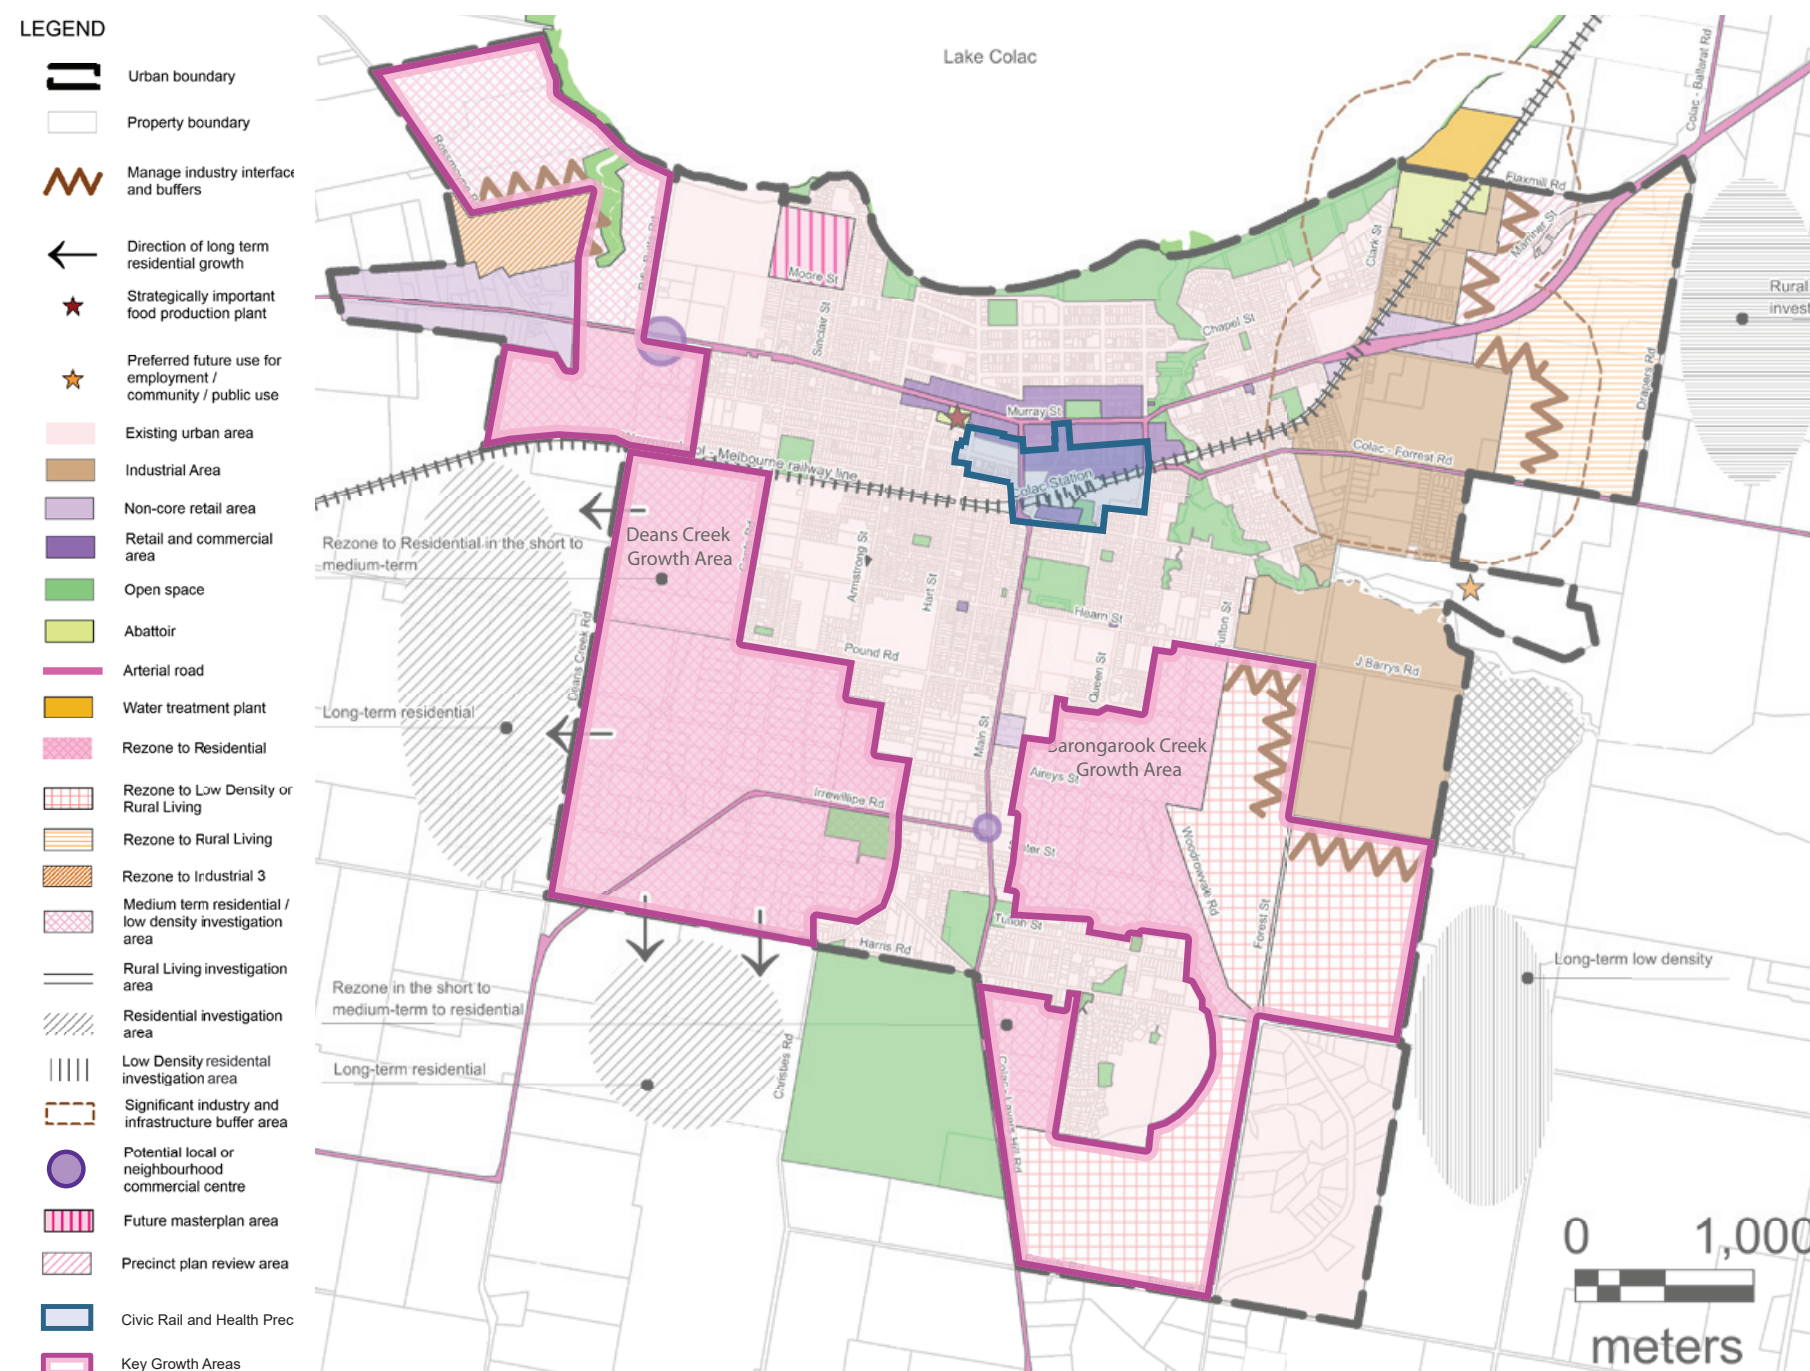 LEGEND
Urban boundary
Property boundary
Manage industry interface
and buffers
Direction of long term
residential growth
Strategically important
food production plant
Preferred future use for
employment /
community / public use
Existing urban area
Industrial Area
Non-core retail area
Retail and commercial
area
Open space
Abattoir
Arterial road
Water treatment plant
Rezone to Residential
Rezone to Low Density or
Rural Living
Rezone to Rural Living
Rezone to Industrial 3
Medium term residential /
low density investigation
area
Rural Living investigation
area
Residential investigation
area
Low Density residental
investigation area
Significant industry and
infrastructure buffer area
Potential local or
neighbourhood
commercial centre
Future masterplan area
Precinct plan review area
Civic Rail and Health Prec
Key Growth Areas
Lake Colac
Colac - Ballarat Rd
Flaxmill Rd
Marriner St
Clark St
Rural
invest
Moore St
Sinclair St
Chapel St
Drapers Rd
Murray St
Colac - Forrest Rd
ol - Melbourne railway line
Colac Station
Deans Creek
Growth Area
Rezone to Residential in the short to
medium-term
Armstrong St
Hart St
Hearn St
Fulton St
Deans Creek Rd
Pound Rd
Queen St
J Barrys Rd
Long-term residential
Main St
Barongarook Creek
Growth Area
Aireys St
Irrewillipe Rd
Woodrowvale Rd
Forest St
Tulloh St
Harris Rd
Long-term low density
Rezone in the short to
medium-term to residential
Christies Rd
Colac - Lavers Hill Rd
Long-term residential
0 1,000
meters